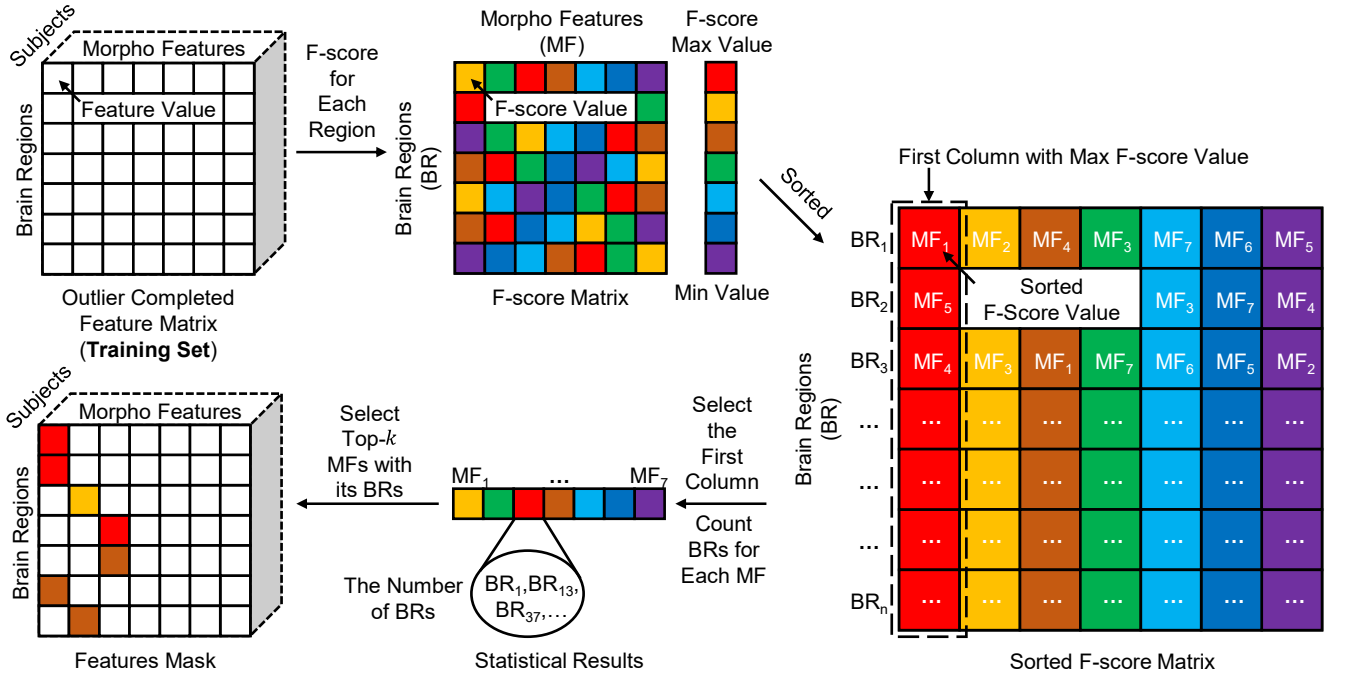 Subjects
Morpho Features
Feature Value
Brain Regions
Outlier Completed
Feature Matrix
(Training Set)
F-score
for
Each
Region
Morpho Features
(MF)
F-score Value
Brain Regions
(BR)
F-score Matrix
F-score
Max Value
Min Value
Sorted
First Column with Max F-score Value
BR₁ MF₁ MF₂ MF₄ MF₃ MF₇ MF₆ MF₅
BR₂ MF₅ MF₃ MF₇ MF₄
Sorted
F-Score Value
BR₃ MF₄ MF₃ MF₁ MF₇ MF₆ MF₅ MF₂
... ... ... ... ... ... ... ...
... ... ... ... ... ... ... ...
... ... ... ... ... ... ... ...
BRₙ ... ... ... ... ... ... ...
Brain Regions
(BR)
Sorted F-score Matrix
Select
the
First
Column
Count
BRs for
Each MF
MF₁ ... MF₇
The Number
of BRs
BR₁,BR₁₃,
BR₃₇,...
Statistical Results
Select
Top-k
MFs with
its BRs
Subjects
Morpho Features
Brain Regions
Features Mask